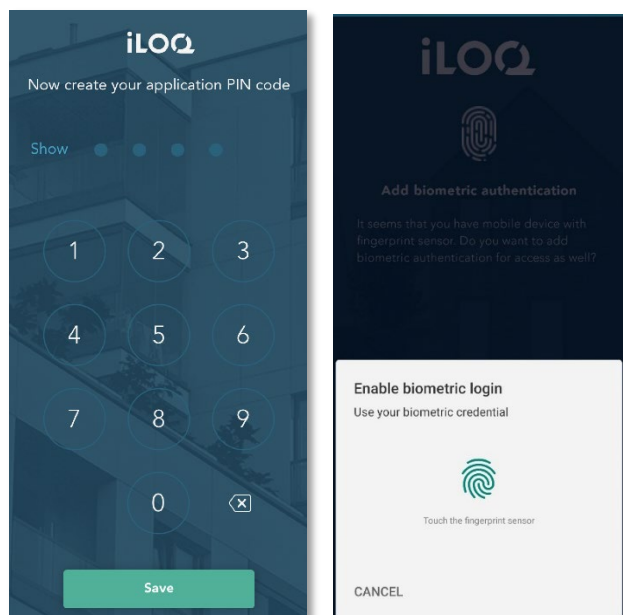 iLOQ
Now create your application PIN code
Show
1 2 3
4 5 6
7 8 9
0
Save
iLOQ
Add biometric authentication
It seems that you have mobile device with
fingerprint sensor. Do you want to add
biometric authentication for access as well?
Enable biometric login
Use your biometric credential
Touch the fingerprint sensor
CANCEL